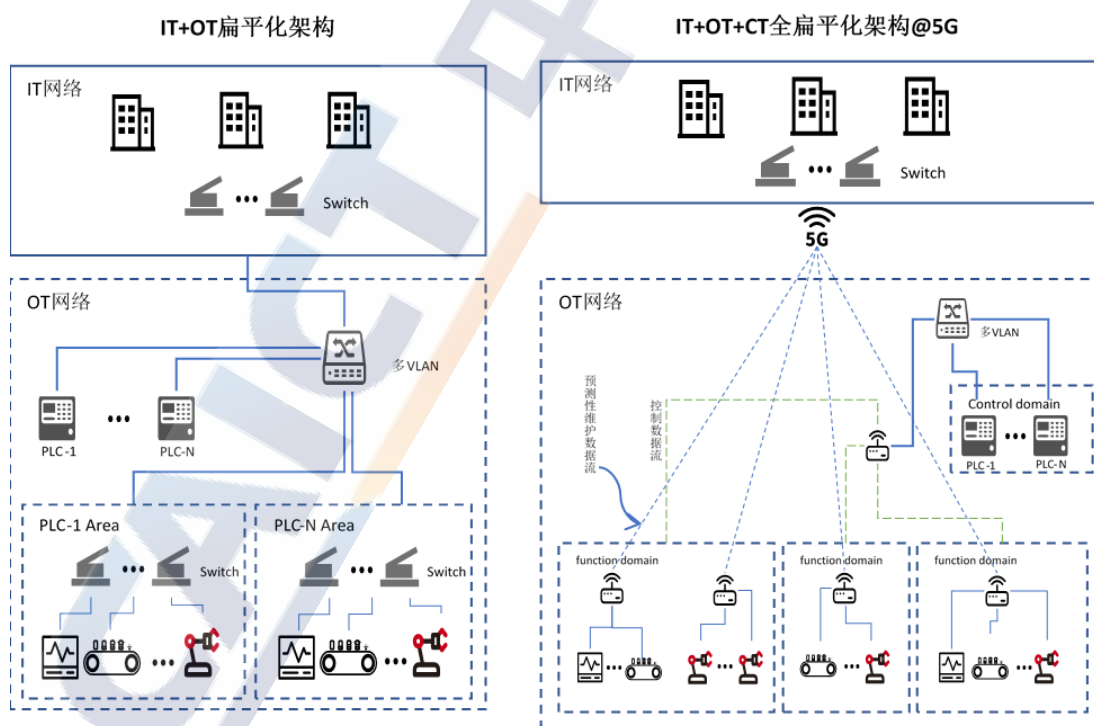 IT+OT扁平化架构
IT网络
Switch
OT网络
多VLAN
PLC-1
PLC-N
PLC-1 Area
Switch
PLC-N Area
Switch
IT+OT+CT全扁平化架构@5G
IT网络
Switch
5G
OT网络
多VLAN
预测性维护数据流
控制数据流
Control domain
PLC-1
PLC-N
function domain
function domain
function domain
CAICT